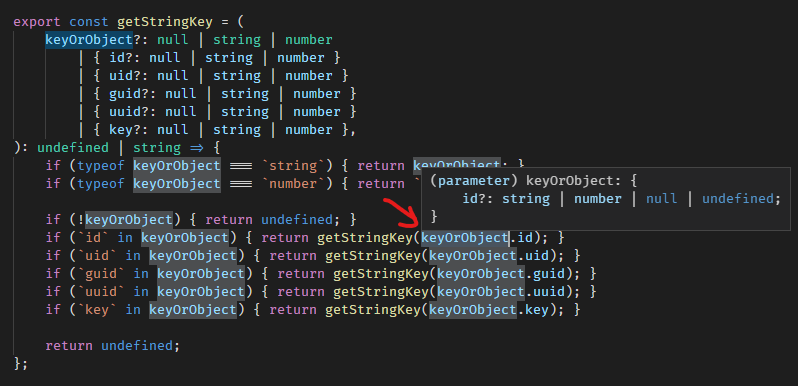 export const getStringKey = (
keyOrObject?: null | string | number
| { id?: null | string | number }
| { uid?: null | string | number }
| { guid?: null | string | number }
| { uuid?: null | string | number }
| { key?: null | string | number },
): undefined | string => {
if (typeof keyOrObject === `string`) { return keyOrObject; }
if (typeof keyOrObject === `number`) { return `
(parameter) keyOrObject: {
id?: string | number | null | undefined;
}
if (!keyOrObject) { return undefined; }
if (`id` in keyOrObject) { return getStringKey(keyOrObject.id); }
if (`uid` in keyOrObject) { return getStringKey(keyOrObject.uid); }
if (`guid` in keyOrObject) { return getStringKey(keyOrObject.guid); }
if (`uuid` in keyOrObject) { return getStringKey(keyOrObject.uuid); }
if (`key` in keyOrObject) { return getStringKey(keyOrObject.key); }
return undefined;
};